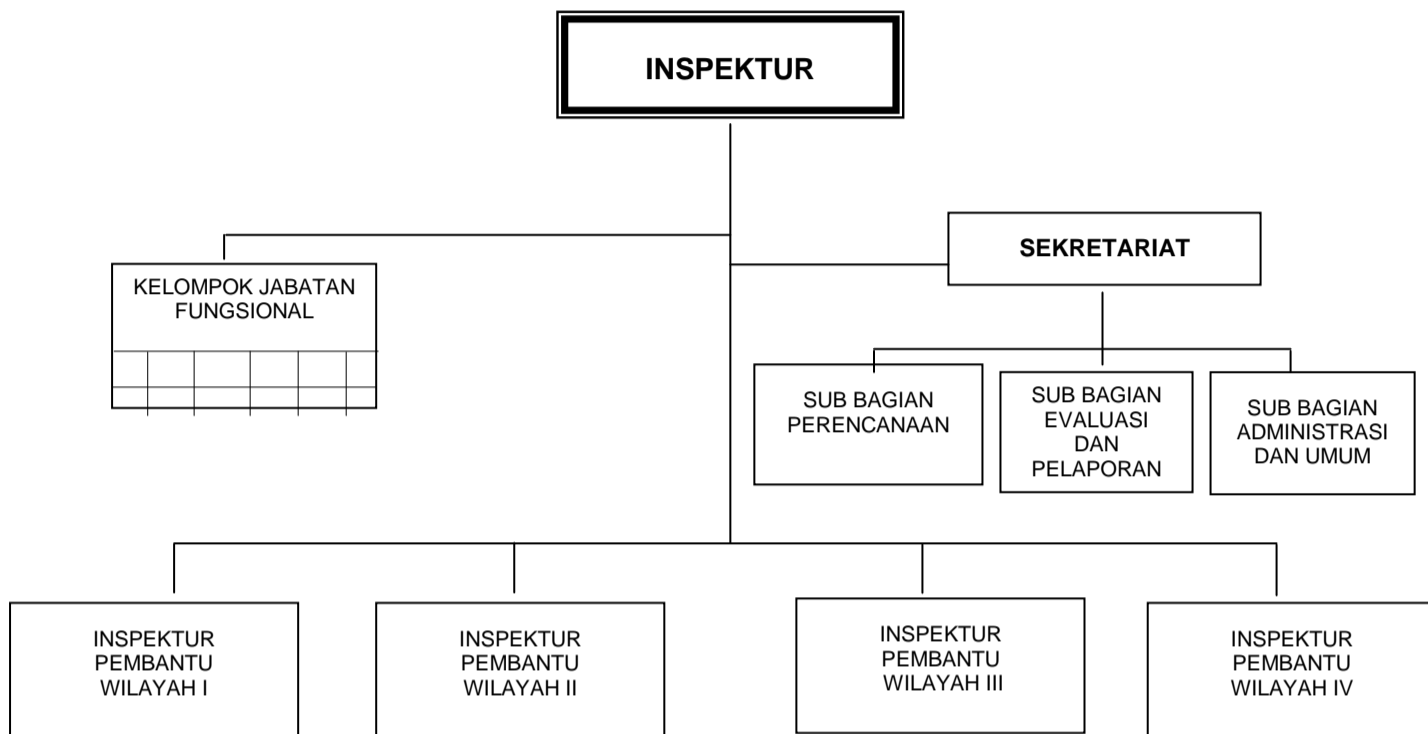 INSPEKTUR
SEKRETARIAT
KELOMPOK JABATAN
FUNGSIONAL
SUB BAGIAN
PERENCANAAN
SUB BAGIAN
EVALUASI
DAN
PELAPORAN
SUB BAGIAN
ADMINISTRASI
DAN UMUM
INSPEKTUR
PEMBANTU
WILAYAH I
INSPEKTUR
PEMBANTU
WILAYAH II
INSPEKTUR
PEMBANTU
WILAYAH III
INSPEKTUR
PEMBANTU
WILAYAH IV